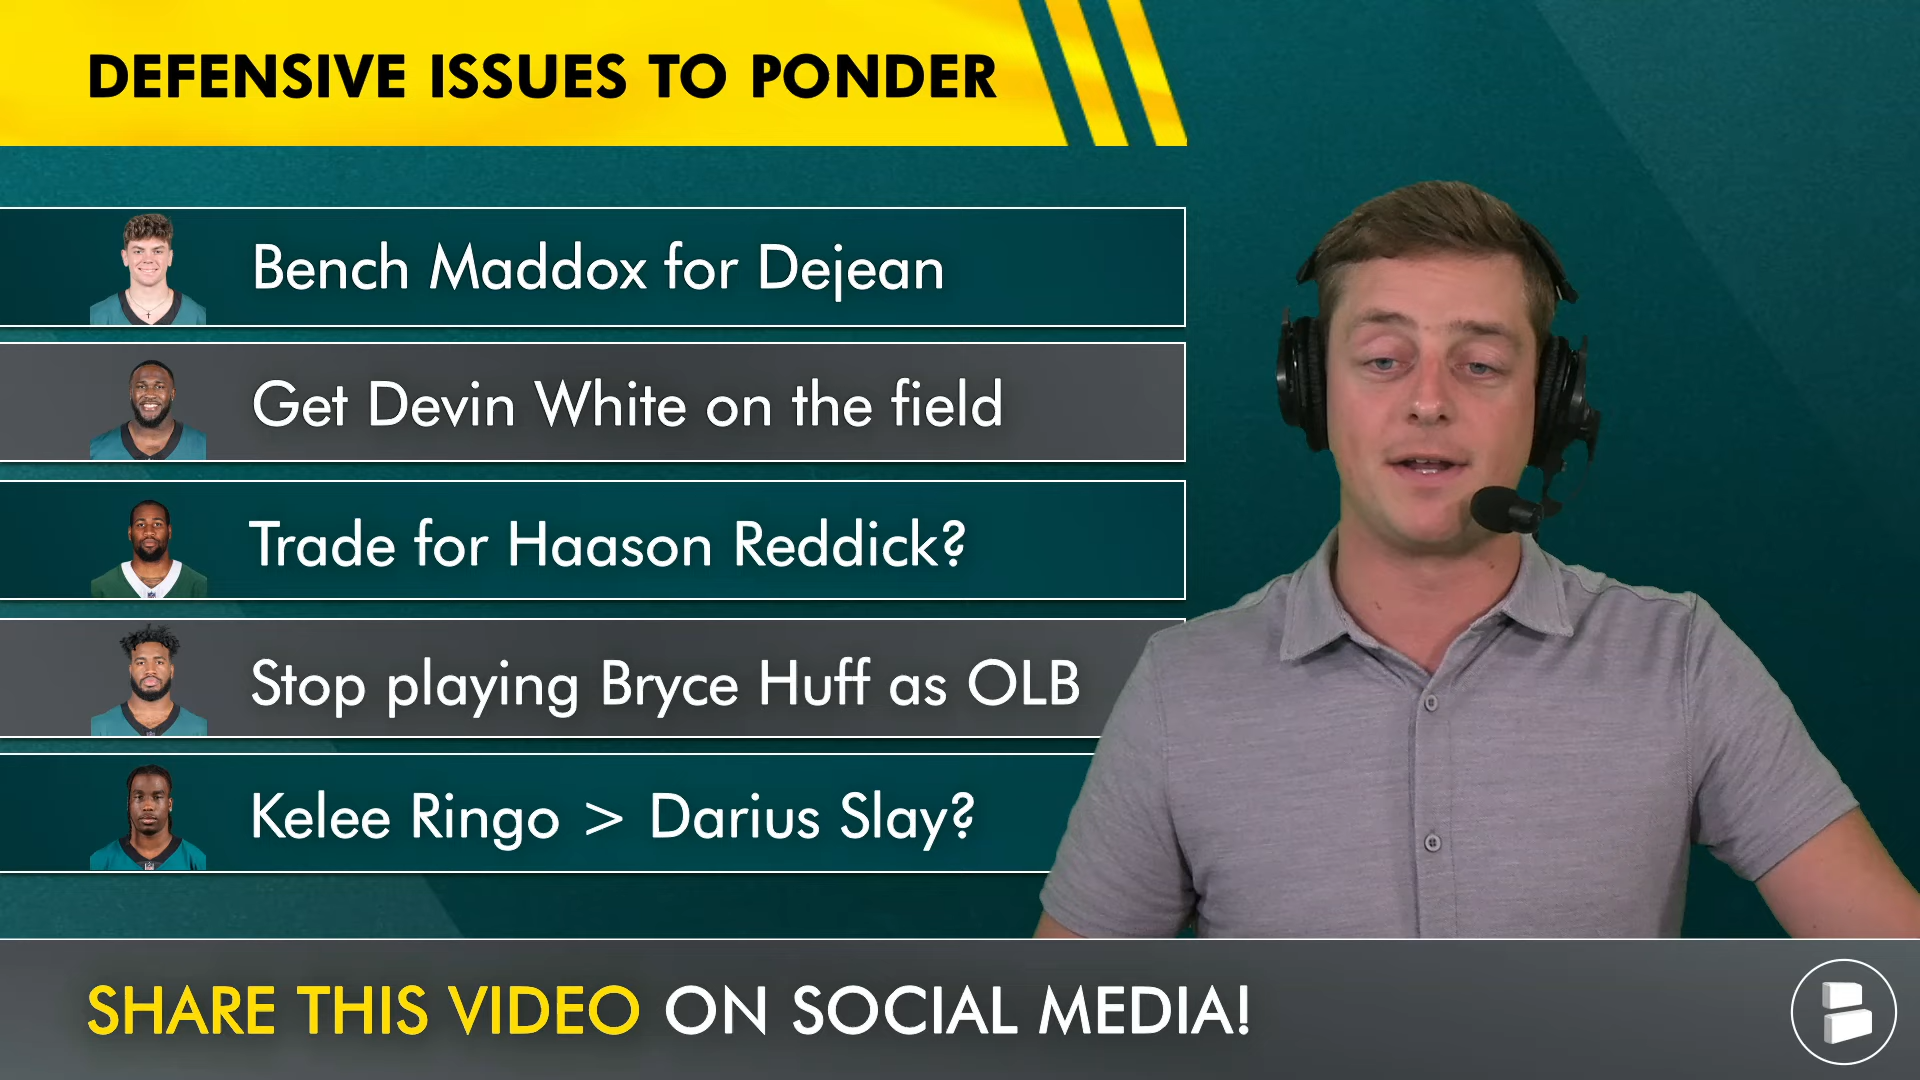 DEFENSIVE ISSUES TO PONDER
Bench Maddox for Dejean
Get Devin White on the field
Trade for Haason Reddick?
Stop playing Bryce Huff as OLB
Kelee Ringo > Darius Slay?
SHARE THIS VIDEO ON SOCIAL MEDIA!